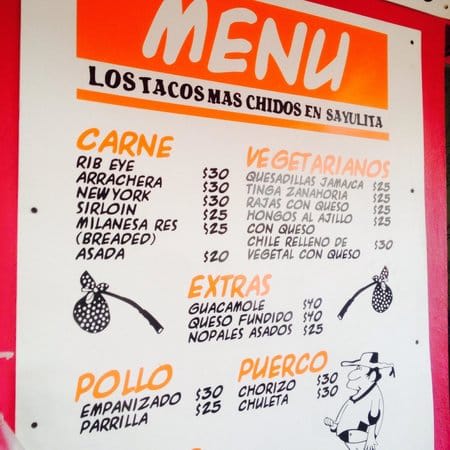 MENU
LOS TACOS MAS CHIDOS EN SAYULITA
CARNE
RIB EYE $30
ARRACHERA $30
NEW YORK $30
SIRLOIN $25
MILANESA RES $25
(BREADED)
ASADA $20
VEGETARIANOS
QUESADILLAS JAMAICA $25
TINGA ZANAHORIA $25
RAJAS CON QUESO $25
HONGOS AL AJILLO $25
CON QUESO
CHILE RELLENO DE $30
VEGETAL CON QUESO
EXTRAS
GUACAMOLE $40
QUESO FUNDIDO $40
NOPALES ASADOS $25
POLLO
EMPANIZADO $30
PARRILLA $25
PUERCO
CHORIZO $30
CHULETA $30